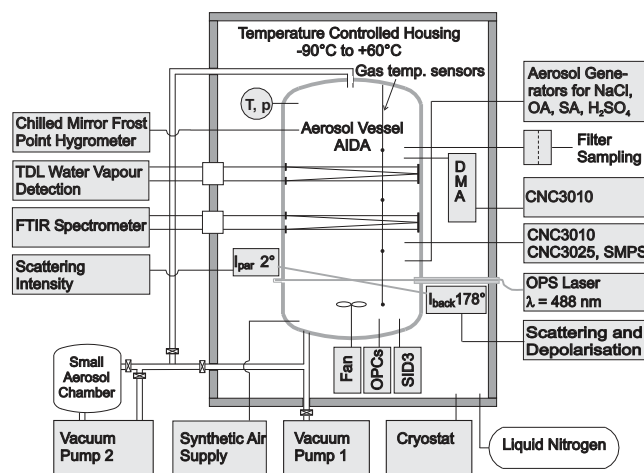 Temperature Controlled Housing
-90°C to +60°C
Gas temp. sensors
T, p
Aerosol Vessel
AIDA
Chilled Mirror Frost
Point Hygrometer
TDL Water Vapour
Detection
FTIR Spectrometer
Scattering
Intensity
Ipar 2°
Aerosol Gene-
rators for NaCl,
OA, SA, H₂SO₄
Filter
Sampling
DMA
CNC3010
CNC3010
CNC3025, SMPS
OPS Laser
λ = 488 nm
Iback178°
Scattering and
Depolarisation
Fan
OPCs
SID3
Small
Aerosol
Chamber
Vacuum
Pump 2
Synthetic Air
Supply
Vacuum
Pump 1
Cryostat
Liquid Nitrogen